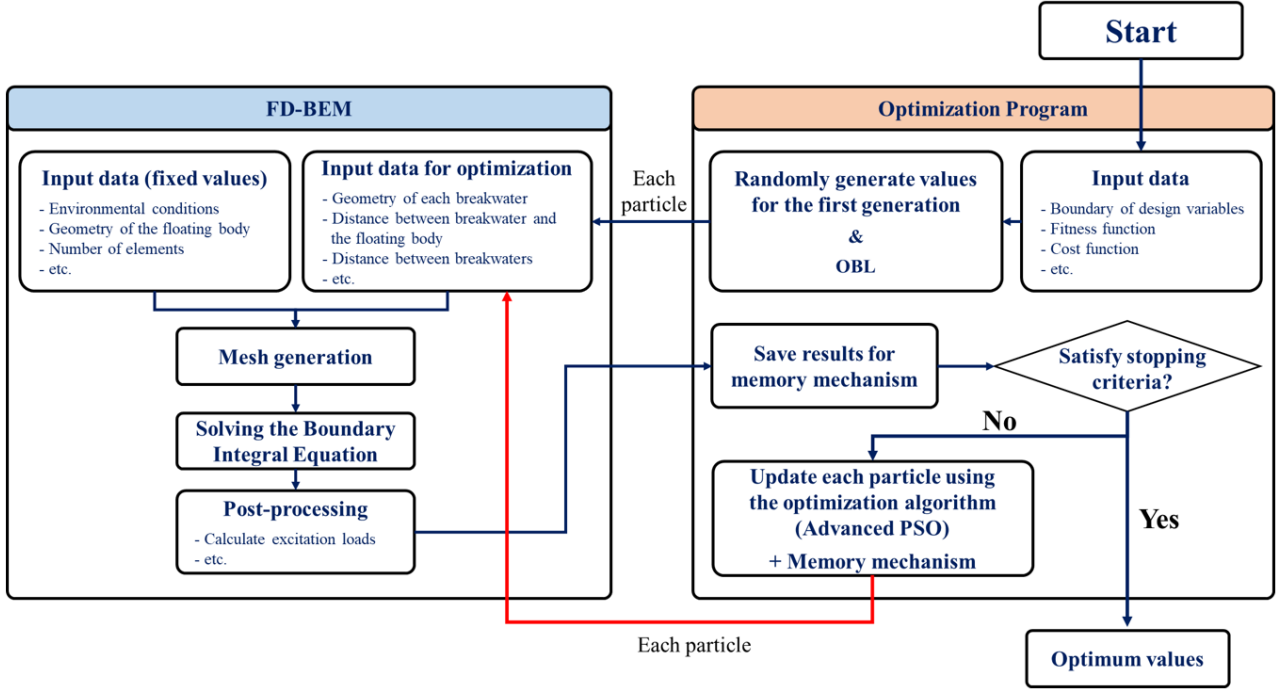 Start
FD-BEM
Input data (fixed values)
- Environmental conditions
- Geometry of the floating body
- Number of elements
- etc.
Input data for optimization
- Geometry of each breakwater
- Distance between breakwater and
the floating body
- Distance between breakwaters
- etc.
Mesh generation
Solving the Boundary
Integral Equation
Post-processing
- Calculate excitation loads
- etc.
Each
particle
Optimization Program
Randomly generate values
for the first generation
&
OBL
Input data
- Boundary of design variables
- Fitness function
- Cost function
- etc.
Save results for
memory mechanism
Satisfy stopping
criteria?
No
Update each particle using
the optimization algorithm
(Advanced PSO)
+ Memory mechanism
Yes
Each particle
Optimum values